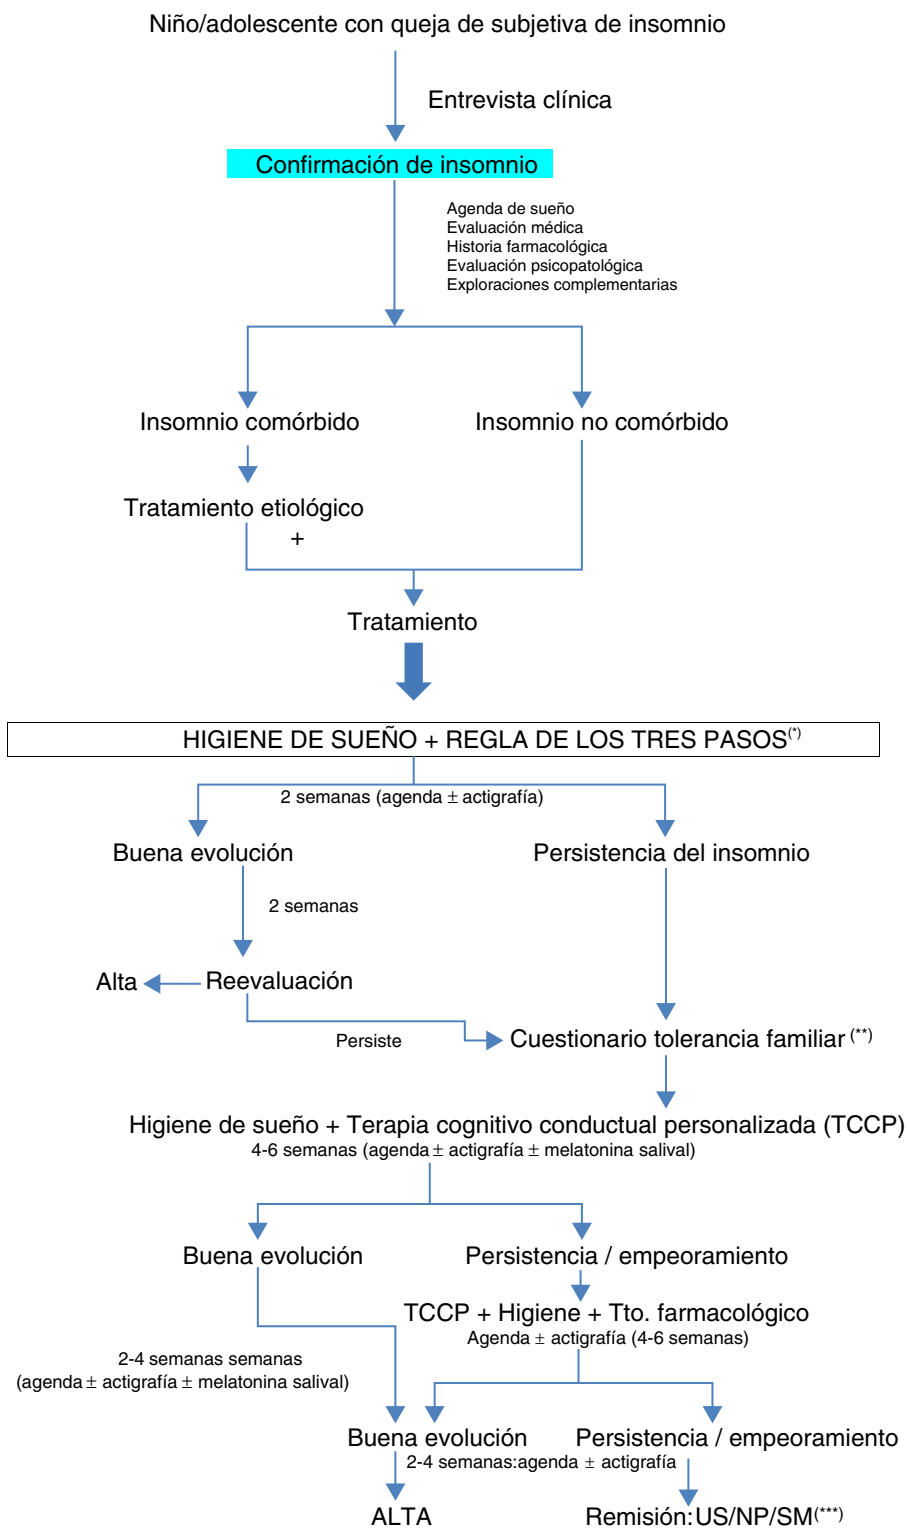 Niño/adolescente con queja de subjetiva de insomnio
Entrevista clínica
Confirmación de insomnio
Agenda de sueño
Evaluación médica
Historia farmacológica
Evaluación psicopatológica
Exploraciones complementarias
Insomnio comórbido
Insomnio no comórbido
Tratamiento etiológico
+
Tratamiento
HIGIENE DE SUEÑO + REGLA DE LOS TRES PASOS(*)
2 semanas (agenda ± actigrafía)
Buena evolución
Persistencia del insomnio
2 semanas
Alta
Reevaluación
Persiste
Cuestionario tolerancia familiar (**)
Higiene de sueño + Terapia cognitivo conductual personalizada (TCCP)
4-6 semanas (agenda ± actigrafía ± melatonina salival)
Buena evolución
Persistencia / empeoramiento
TCCP + Higiene + Tto. farmacológico
Agenda ± actigrafía (4-6 semanas)
2-4 semanas semanas
(agenda ± actigrafía ± melatonina salival)
Buena evolución
Persistencia / empeoramiento
2-4 semanas:agenda ± actigrafía
ALTA
Remisión:US/NP/SM(***)